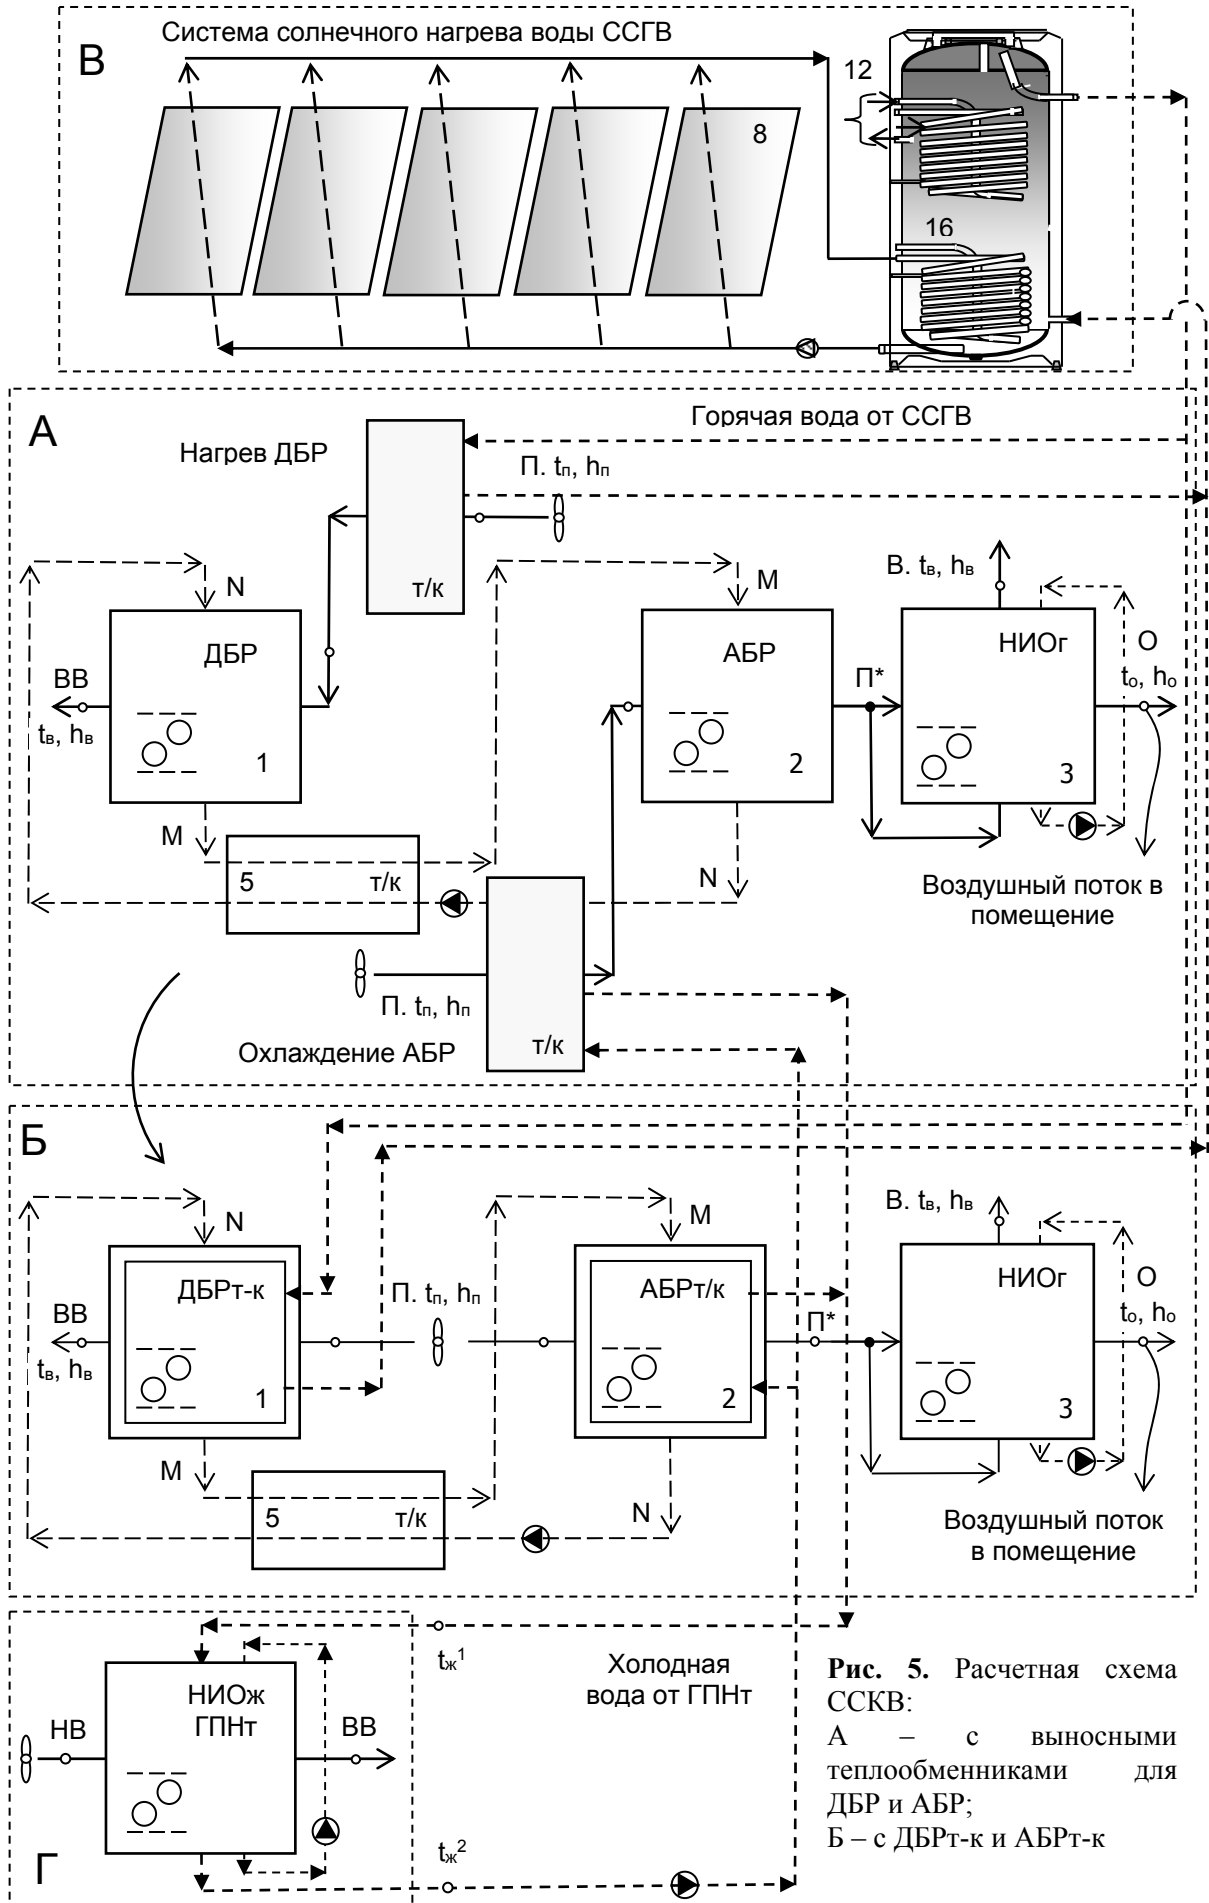 Система солнечного нагрева воды ССГВ
В
12
8
16
А
Горячая вода от ССГВ
Нагрев ДБР
П. tп, hп
т/к
N
М
В. tв, hв
ДБР
АБР
НИОг
О
tо, hо
ВВ
П*
tв, hв
1
2
3
М
5
т/к
N
Воздушный поток в
помещение
П. tп, hп
Охлаждение АБР
т/к
Б
N
М
В. tв, hв
ДБРт-к
АБРт/к
НИОг
О
tо, hо
ВВ
П. tп, hп
П*
tв, hв
1
2
3
М
5
т/к
N
Воздушный поток
в помещение
tж1
Холодная
вода от ГПНт
НИОж
ГПНт
НВ
ВВ
tж2
Г
Рис. 5. Расчетная схема
ССКВ:
А – с выносными
теплообменниками для
ДБР и АБР;
Б – с ДБРт-к и АБРт-к